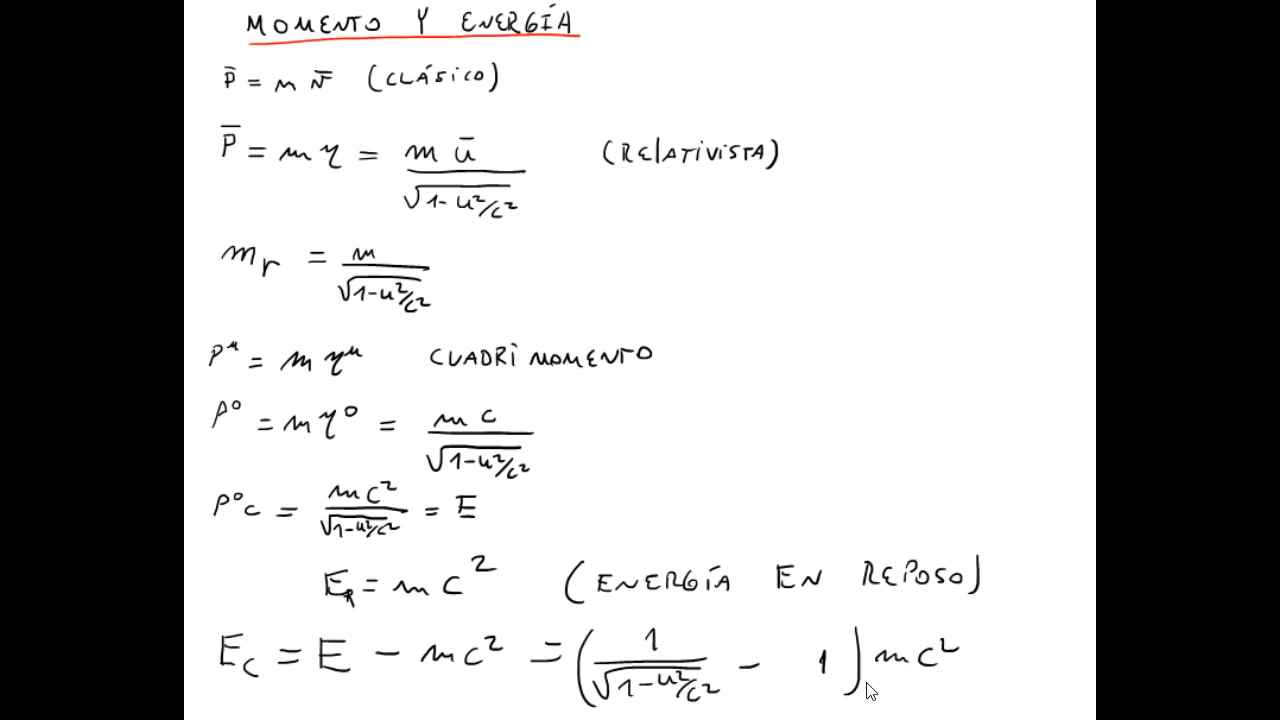 MOMENTO Y ENERGÍA
p̄ = m v̄ (CLÁSICO)
P̄ = m η = m ū / √(1-u²/c²) (RELATIVISTA)
m_r = m / √(1-u²/c²)
P^μ = m η^μ CUADRIMOMENTO
P⁰ = m η⁰ = m c / √(1-u²/c²)
P⁰c = m c² / √(1-u²/c²) = E
E_R = m c² (ENERGÍA EN REPOSO)
E_c = E - m c² = (1 / √(1-u²/c²) - 1) m c²